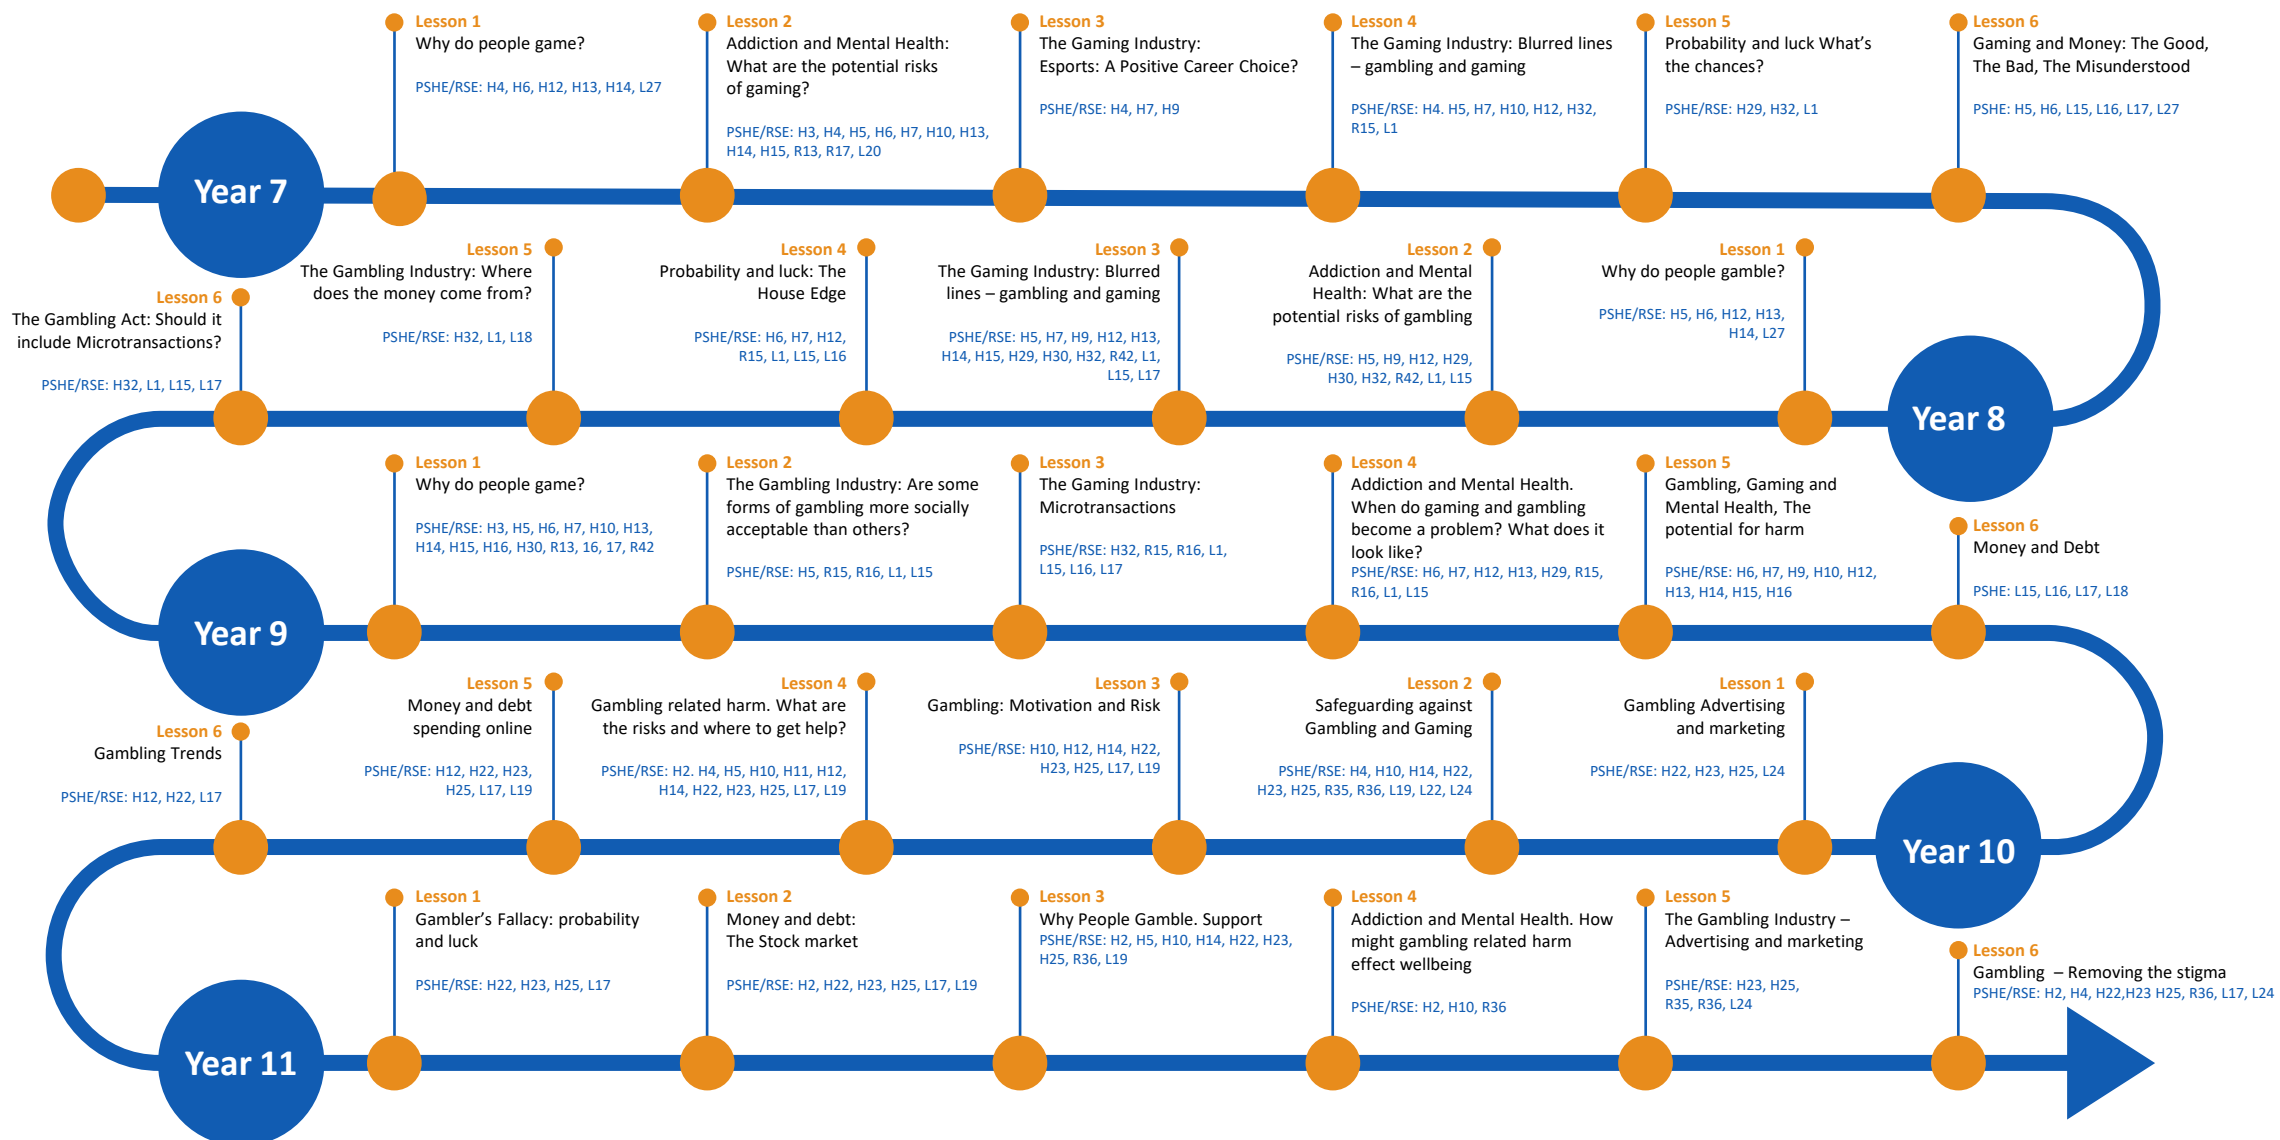 Year 7
Lesson 1
Why do people game?
PSHE/RSE: H4, H6, H12, H13, H14, L27
Lesson 2
Addiction and Mental Health:
What are the potential risks
of gaming?
PSHE/RSE: H3, H4, H5, H6, H7, H10, H13,
H14, H15, R13, R17, L20
Lesson 3
The Gaming Industry:
Esports: A Positive Career Choice?
PSHE/RSE: H4, H7, H9
Lesson 4
The Gaming Industry: Blurred lines
– gambling and gaming
PSHE/RSE: H4. H5, H7, H10, H12, H32,
R15, L1
Lesson 5
Probability and luck What's
the chances?
PSHE/RSE: H29, H32, L1
Lesson 6
Gaming and Money: The Good,
The Bad, The Misunderstood
PSHE: H5, H6, L15, L16, L17, L27
Year 8
Lesson 1
Why do people gamble?
PSHE/RSE: H5, H6, H12, H13,
H14, L27
Lesson 2
Addiction and Mental
Health: What are the
potential risks of gambling
PSHE/RSE: H5, H9, H12, H29,
H30, H32, R42, L1, L15
Lesson 3
The Gaming Industry: Blurred
lines – gambling and gaming
PSHE/RSE: H5, H7, H9, H12, H13,
H14, H15, H29, H30, H32, R42, L1,
L15, L17
Lesson 4
Probability and luck: The
House Edge
PSHE/RSE: H6, H7, H12,
R15, L1, L15, L16
Lesson 5
The Gambling Industry: Where
does the money come from?
PSHE/RSE: H32, L1, L18
Lesson 6
The Gambling Act: Should it
include Microtransactions?
PSHE/RSE: H32, L1, L15, L17
Year 9
Lesson 1
Why do people game?
PSHE/RSE: H3, H5, H6, H7, H10, H13,
H14, H15, H16, H30, R13, 16, 17, R42
Lesson 2
The Gambling Industry: Are some
forms of gambling more socially
acceptable than others?
PSHE/RSE: H5, R15, R16, L1, L15
Lesson 3
The Gaming Industry:
Microtransactions
PSHE/RSE: H32, R15, R16, L1,
L15, L16, L17
Lesson 4
Addiction and Mental Health.
When do gaming and gambling
become a problem? What does it
look like?
PSHE/RSE: H6, H7, H12, H13, H29, R15,
R16, L1, L15
Lesson 5
Gambling, Gaming and
Mental Health, The
potential for harm
PSHE/RSE: H6, H7, H9, H10, H12,
H13, H14, H15, H16
Lesson 6
Money and Debt
PSHE: L15, L16, L17, L18
Year 10
Lesson 1
Gambling Advertising
and marketing
PSHE/RSE: H22, H23, H25, L24
Lesson 2
Safeguarding against
Gambling and Gaming
PSHE/RSE: H4, H10, H14, H22,
H23, H25, R35, R36, L19, L22, L24
Lesson 3
Gambling: Motivation and Risk
PSHE/RSE: H10, H12, H14, H22,
H23, H25, L17, L19
Lesson 4
Gambling related harm. What are
the risks and where to get help?
PSHE/RSE: H2. H4, H5, H10, H11, H12,
H14, H22, H23, H25, L17, L19
Lesson 5
Money and debt
spending online
PSHE/RSE: H12, H22, H23,
H25, L17, L19
Lesson 6
Gambling Trends
PSHE/RSE: H12, H22, L17
Year 11
Lesson 1
Gambler's Fallacy: probability
and luck
PSHE/RSE: H22, H23, H25, L17
Lesson 2
Money and debt:
The Stock market
PSHE/RSE: H2, H22, H23, H25, L17, L19
Lesson 3
Why People Gamble. Support
PSHE/RSE: H2, H5, H10, H14, H22, H23,
H25, R36, L19
Lesson 4
Addiction and Mental Health. How
might gambling related harm
effect wellbeing
PSHE/RSE: H2, H10, R36
Lesson 5
The Gambling Industry –
Advertising and marketing
PSHE/RSE: H23, H25,
R35, R36, L24
Lesson 6
Gambling – Removing the stigma
PSHE/RSE: H2, H4, H22,H23 H25, R36, L17, L24